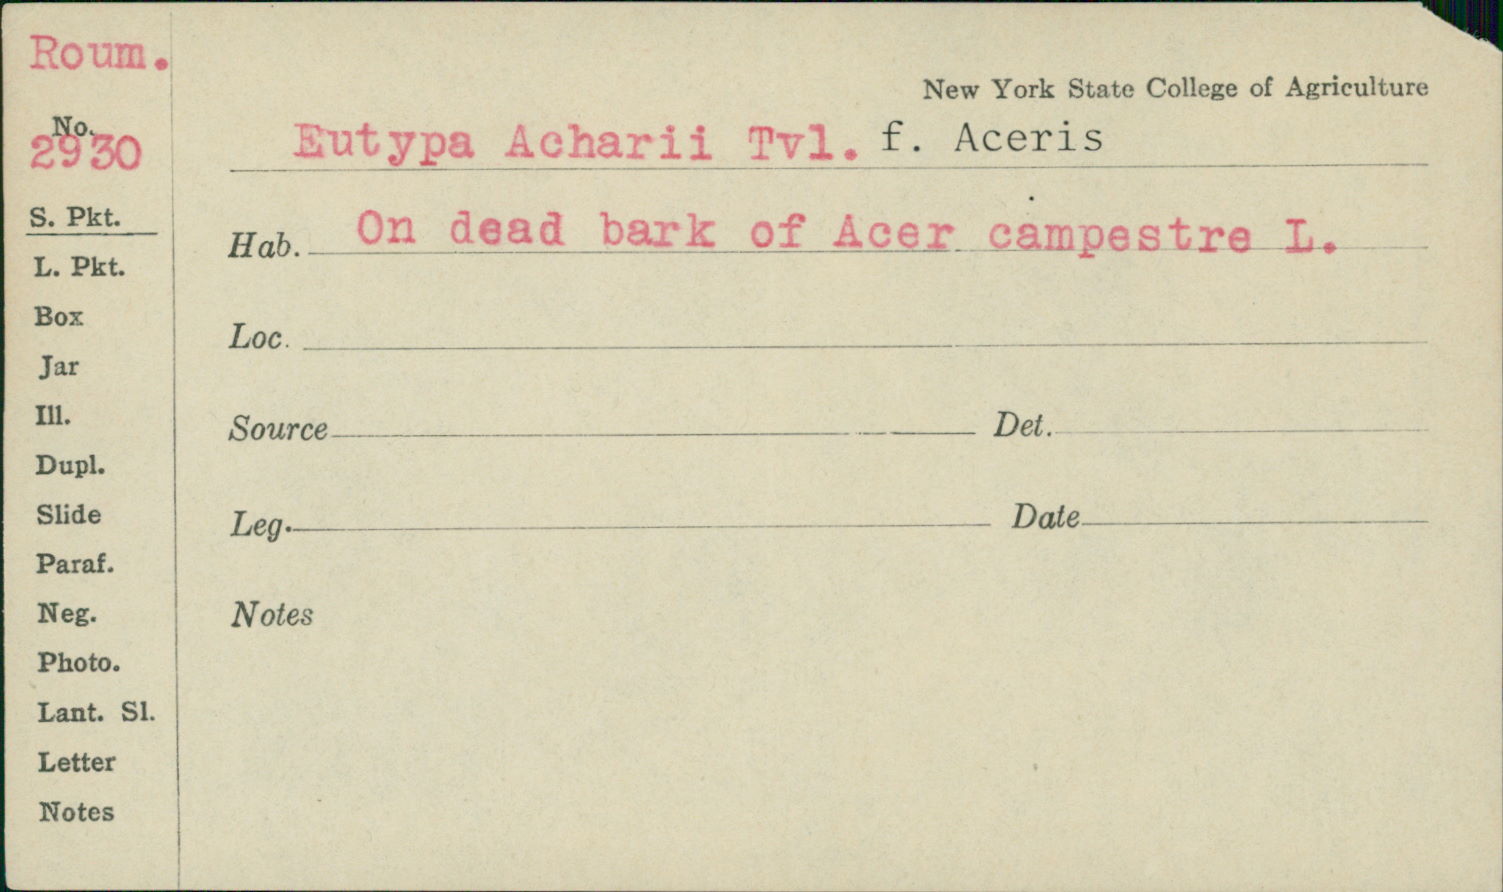 Roum.
New York State College of Agriculture
No.
2930
Eutypa Acharii Tvl. f. Aceris
S. Pkt.
Hab. On dead bark of Acer campestre L.
L. Pkt.
Box
Loc.
Jar
Ill.
Source Det.
Dupl.
Slide
Leg. Date
Paraf.
Neg.
Notes
Photo.
Lant. Sl.
Letter
Notes